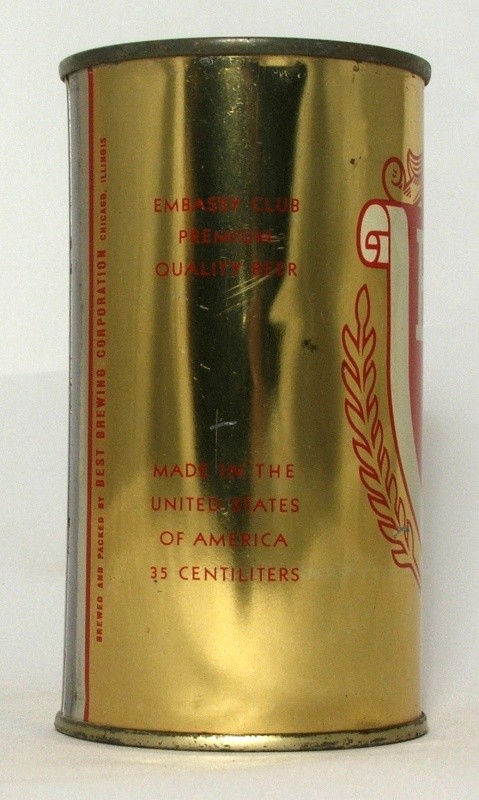 EMBASSY CLUB
PREMIUM
QUALITY BEER
MADE IN THE
UNITED STATES
OF AMERICA
35 CENTILITERS
BREWED AND PACKED BY BEST BREWING CORPORATION CHICAGO, ILLINOIS